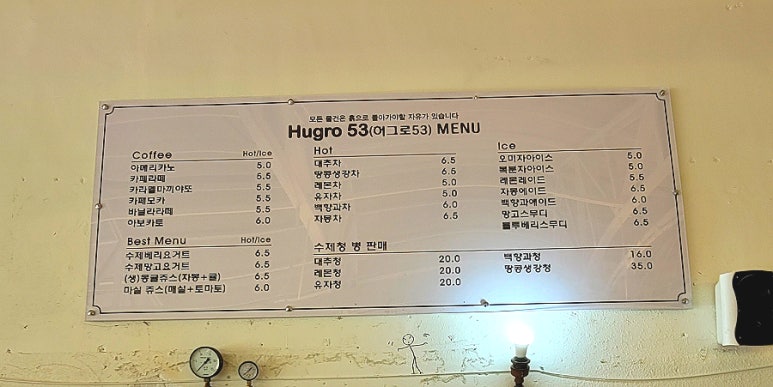 모든 물건은 흙으로 돌아가야할 자유가 있습니다
Hugro 53(어그로53) MENU
Coffee Hot/Ice
아메리카노 5.0
카페라떼 5.5
카라멜마끼야또 5.5
카페모카 5.5
바닐라라떼 5.5
아보카토 6.0
Best Menu Hot/Ice
수제베리요거트 6.5
수제망고요거트 6.5
(생)동굴쥬스(자몽+귤) 6.5
마실 쥬스(매실+토마토) 6.0
Hot
대추차 6.5
땅콩생강차 6.5
레몬차 5.0
유자차 5.0
백향과차 6.0
자몽차 6.5
Ice
오미자아이스 5.0
복분자아이스 5.0
레몬에이드 5.5
자몽에이드 6.5
백향과에이드 6.0
망고스무디 6.5
블루베리스무디 6.5
수제청 병 판매
대추청 20.0
레몬청 20.0
유자청 20.0
백향과청 16.0
땅콩생강청 35.0